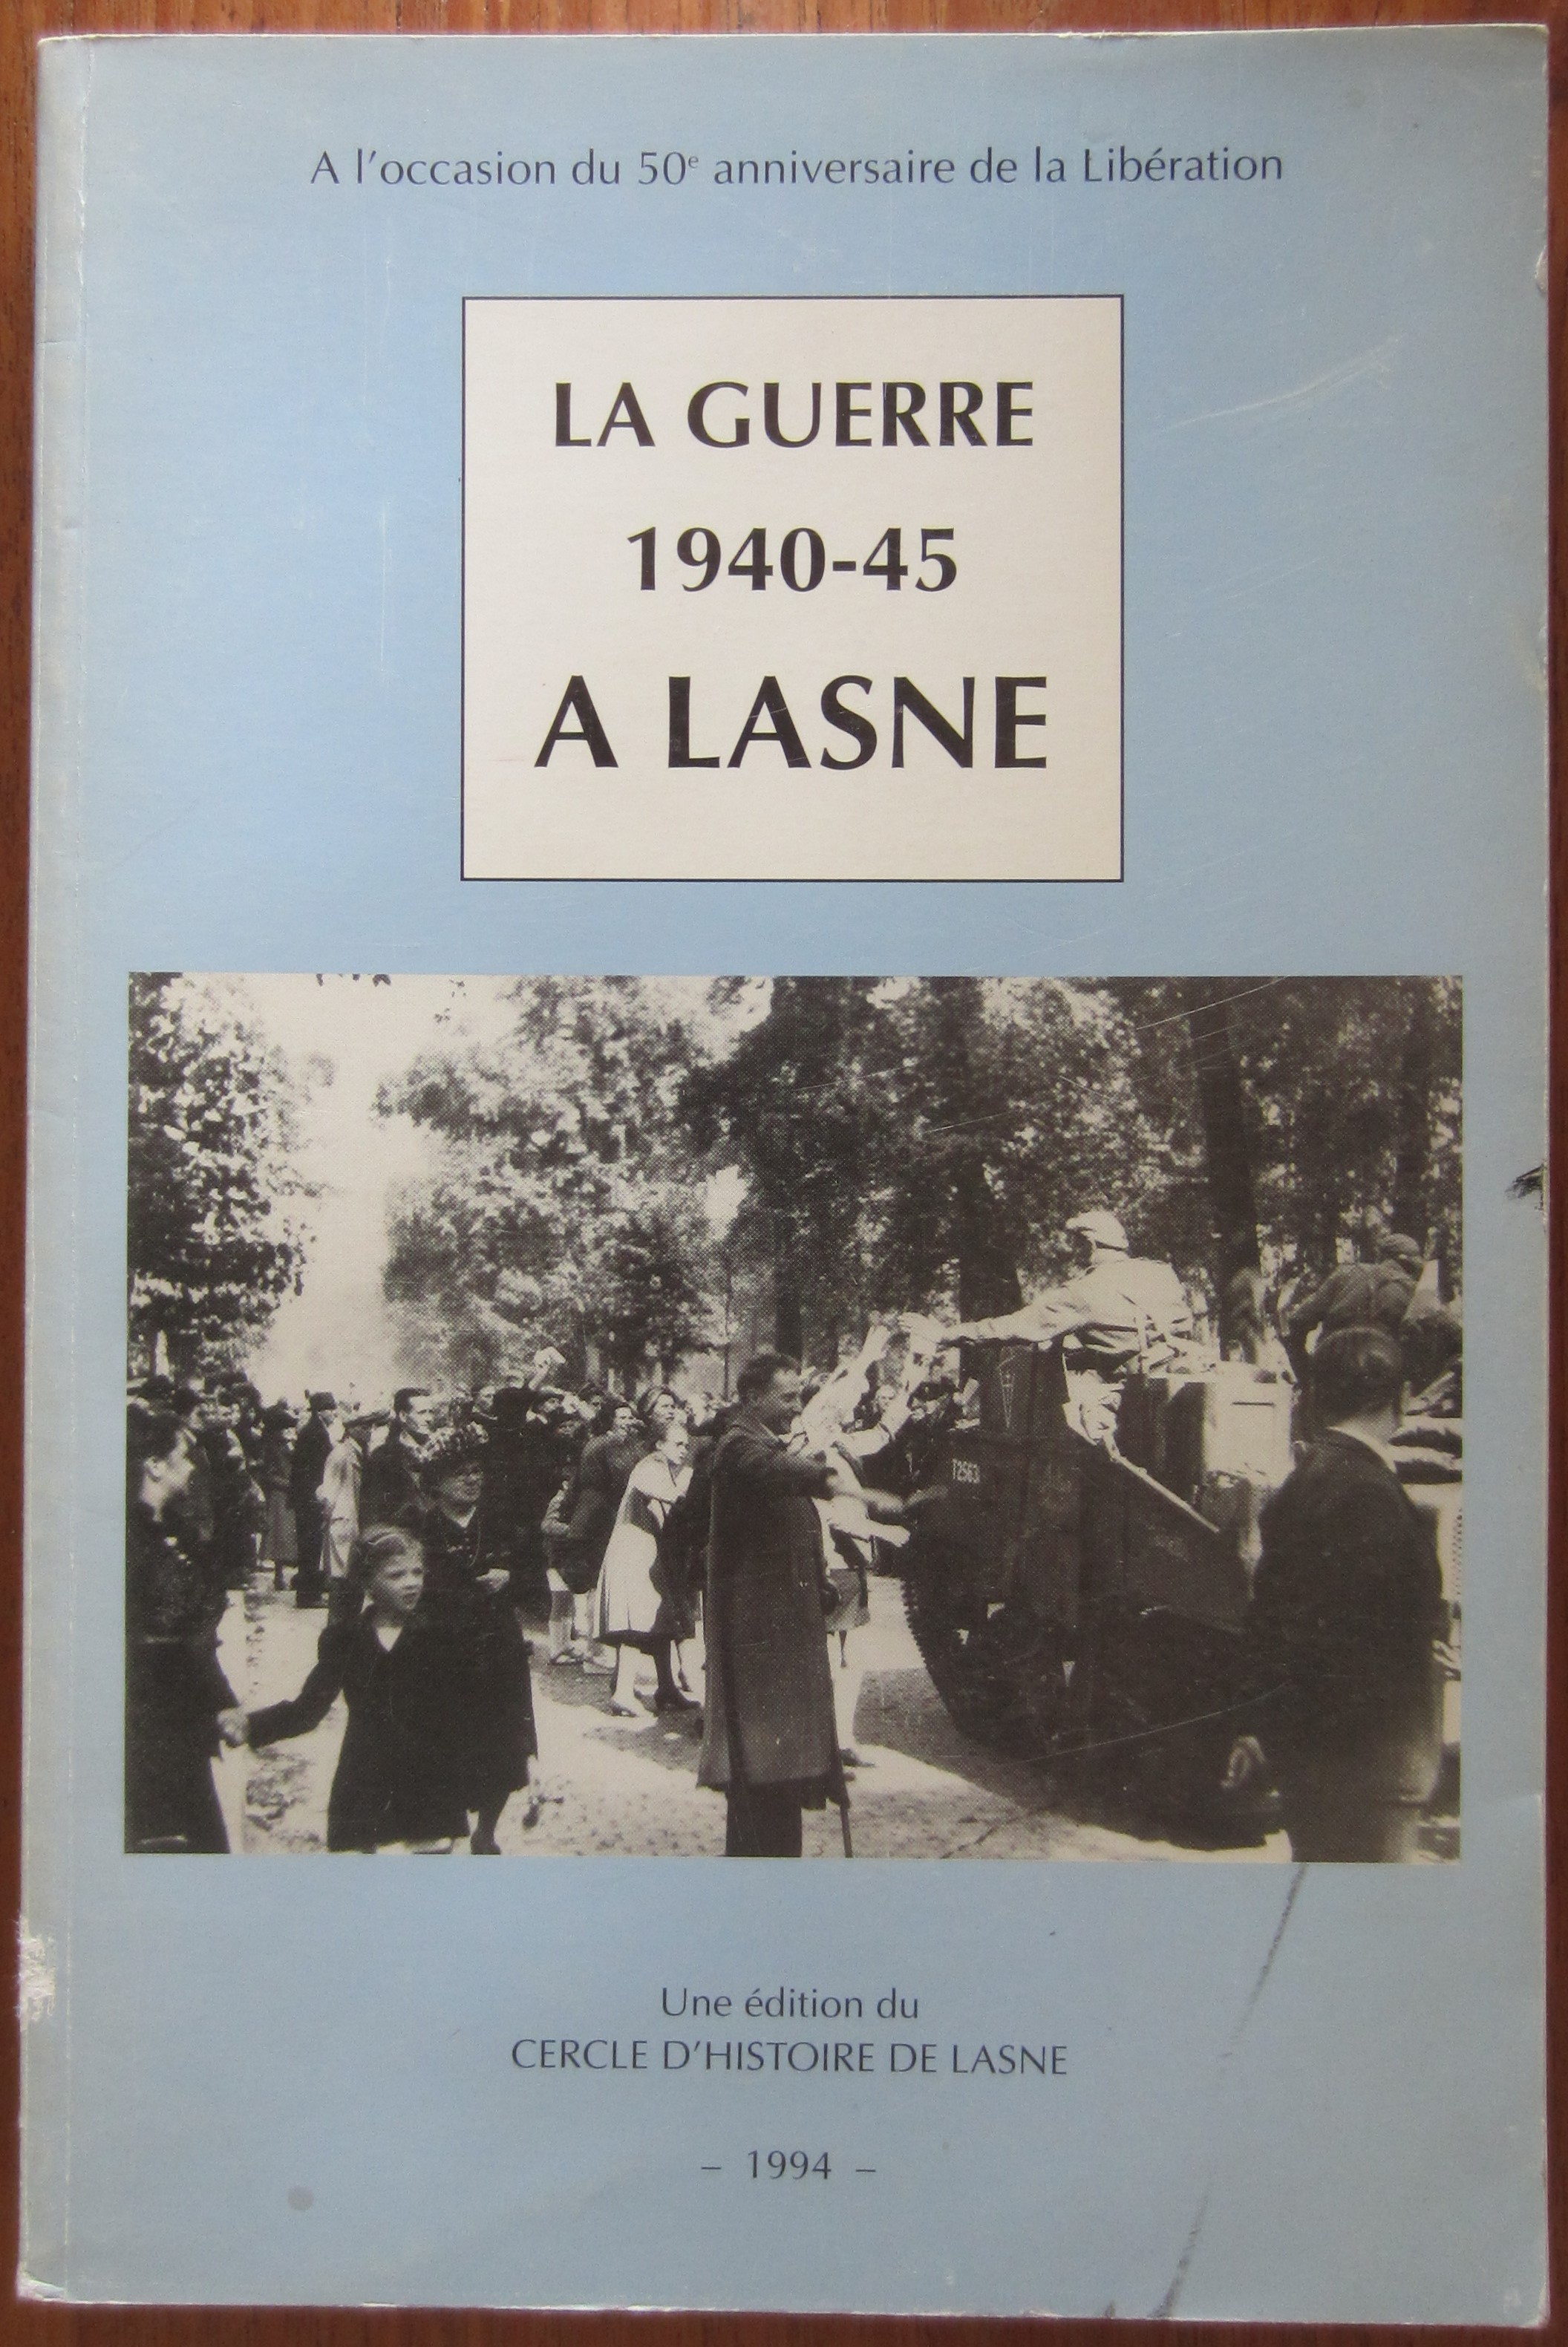 A l'occasion du 50e anniversaire de la Libération
LA GUERRE
1940-45
A LASNE
T2563
Une édition du
CERCLE D'HISTOIRE DE LASNE
– 1994 –